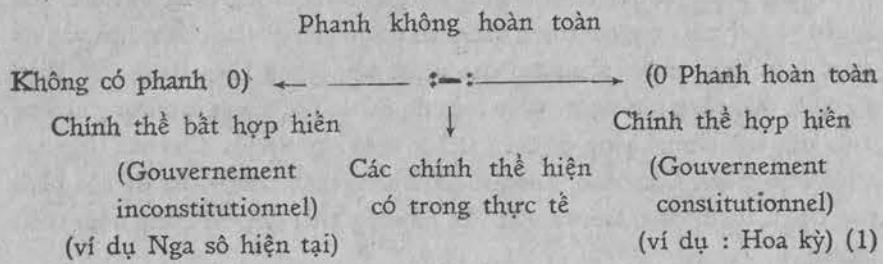 Phanh không hoàn toàn
Không có phanh 0) ← :–: → (0 Phanh hoàn toàn
Chính thể bất hợp hiến ↓ Chính thể hợp hiến
(Gouvernement Các chính thể hiện (Gouvernement
inconstitutionnel) có trong thực tế constitutionnel)
(ví dụ Nga sô hiện tại) (ví dụ : Hoa kỳ) (1)